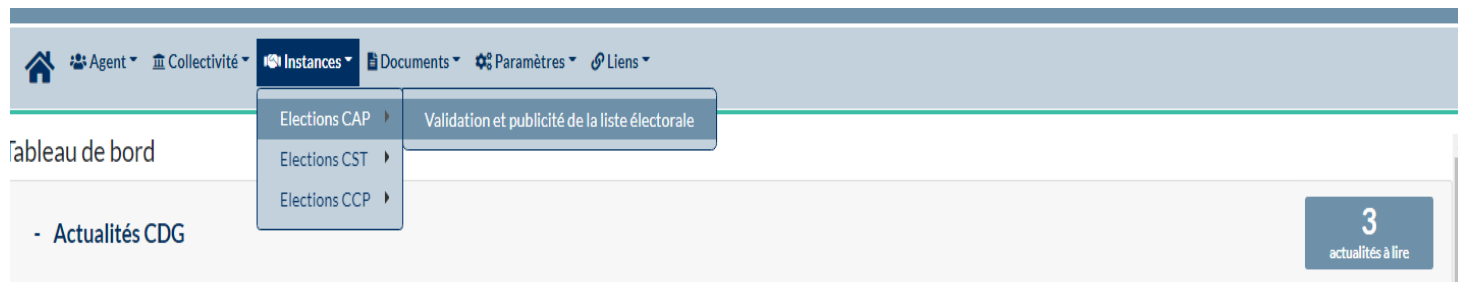 Agent Collectivité Instances Documents Paramètres Liens
Elections CAP Validation et publicité de la liste électorale
Tableau de bord
Elections CST
Elections CCP
- Actualités CDG
3
actualités à lire